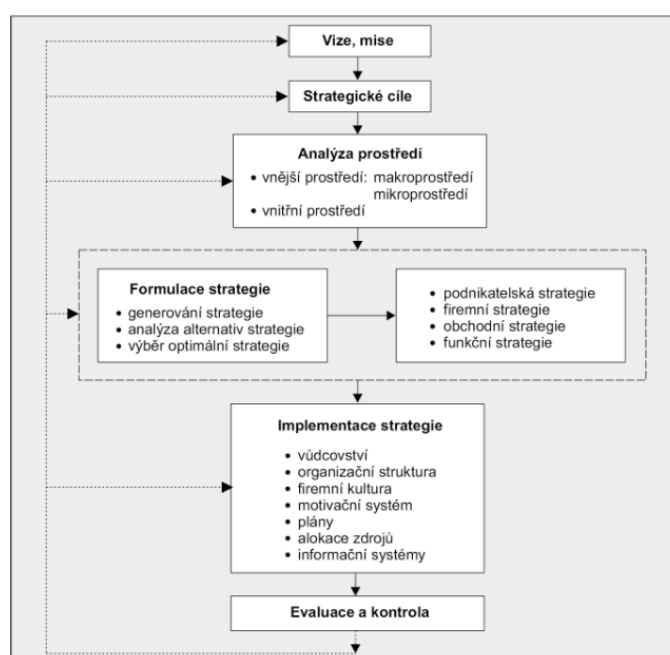 Vize, mise
Strategické cíle
Analýza prostředí
• vnější prostředí: makroprostředí
mikroprostředí
• vnitřní prostředí
Formulace strategie
• generování strategie
• analýza alternativ strategie
• výběr optimální strategie
• podnikatelská strategie
• firemní strategie
• obchodní strategie
• funkční strategie
Implementace strategie
• vůdcovství
• organizační struktura
• firemní kultura
• motivační systém
• plány
• alokace zdrojů
• informační systémy
Evaluace a kontrola